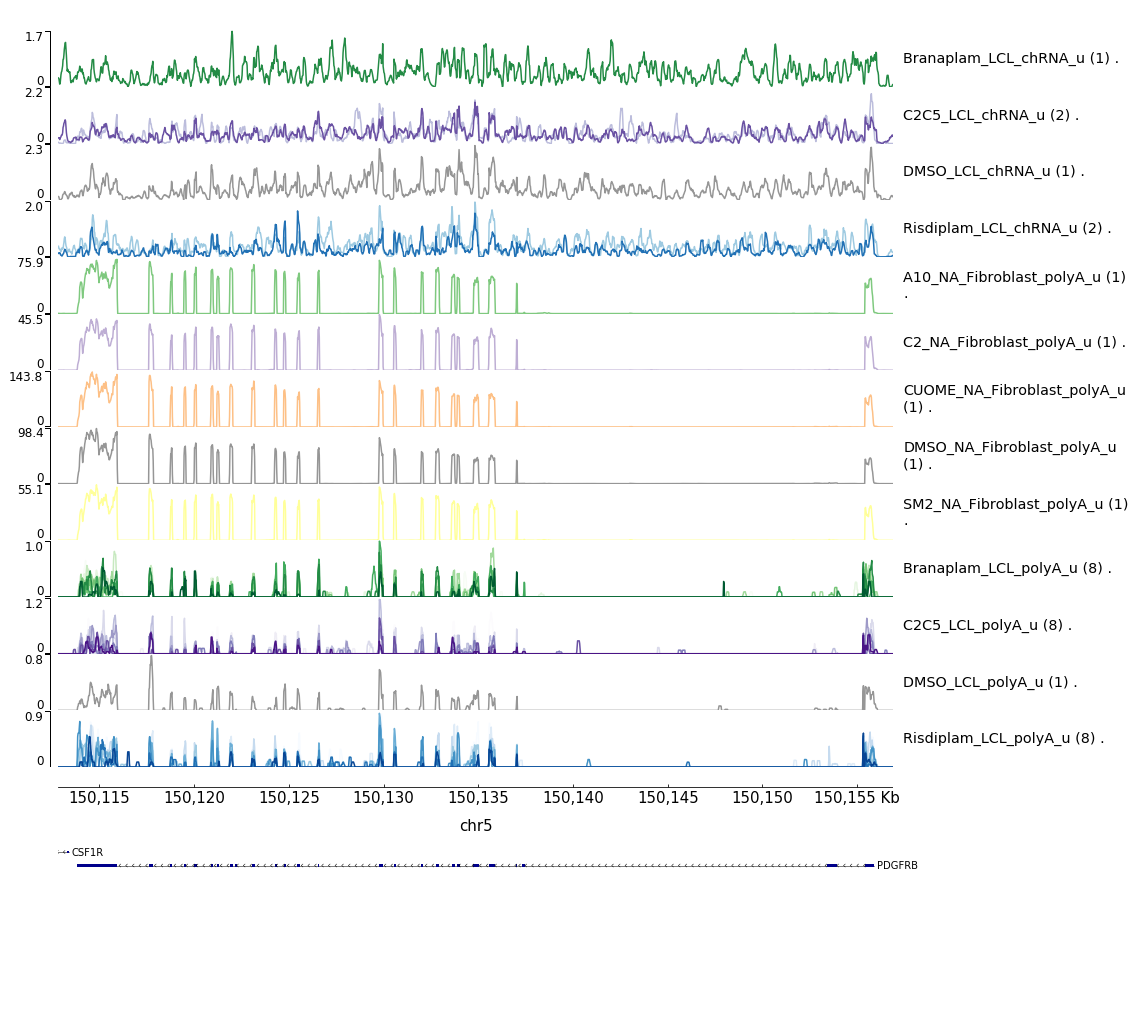 1.7
0
Branaplam_LCL_chRNA_u (1) .
2.2
0
C2C5_LCL_chRNA_u (2) .
2.3
0
DMSO_LCL_chRNA_u (1) .
2.0
0
Risdiplam_LCL_chRNA_u (2) .
75.9
0
A10_NA_Fibroblast_polyA_u (1)
.
45.5
0
C2_NA_Fibroblast_polyA_u (1) .
143.8
0
CUOME_NA_Fibroblast_polyA_u
(1) .
98.4
0
DMSO_NA_Fibroblast_polyA_u
(1) .
55.1
0
SM2_NA_Fibroblast_polyA_u (1)
.
1.0
0
Branaplam_LCL_polyA_u (8) .
1.2
0
C2C5_LCL_polyA_u (8) .
0.8
0
DMSO_LCL_polyA_u (1) .
0.9
0
Risdiplam_LCL_polyA_u (8) .
150,115 150,120 150,125 150,130 150,135 150,140 150,145 150,150 150,155 Kb
chr5
CSF1R
PDGFRB